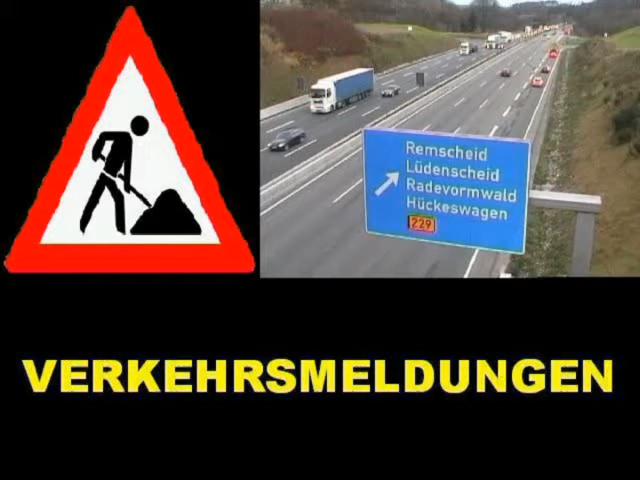 Remscheid
Lüdenscheid
Radevormwald
Hückeswagen
229
VERKEHRSMELDUNGEN